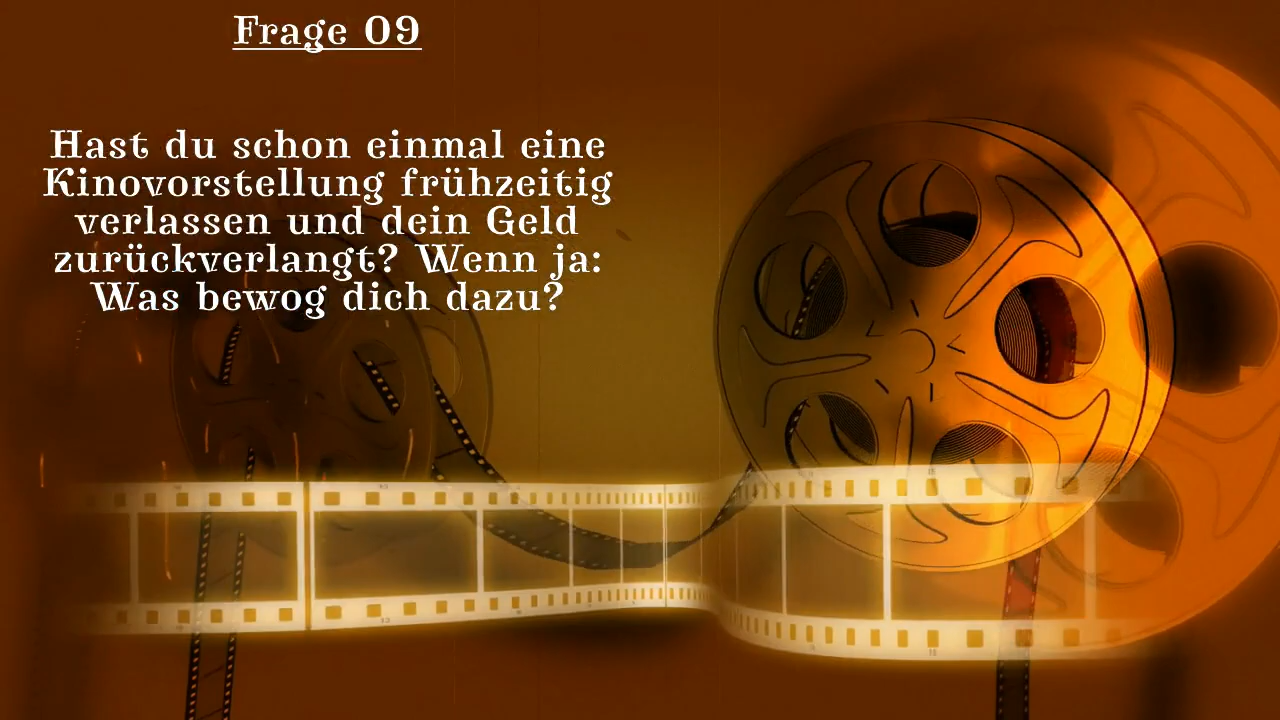 Frage 09
Hast du schon einmal eine
Kinovorstellung frühzeitig
verlassen und dein Geld
zurückverlangt? Wenn ja:
Was bewog dich dazu?